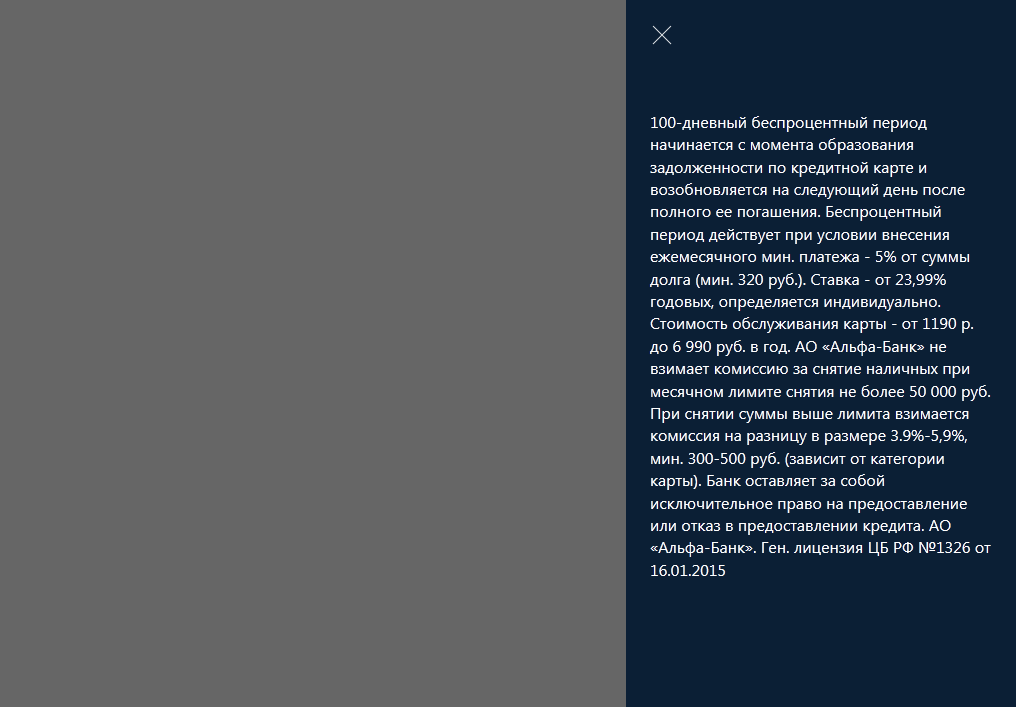 100-дневный беспроцентный период
начинается с момента образования
задолженности по кредитной карте и
возобновляется на следующий день после
полного ее погашения. Беспроцентный
период действует при условии внесения
ежемесячного мин. платежа - 5% от суммы
долга (мин. 320 руб.). Ставка - от 23,99%
годовых, определяется индивидуально.
Стоимость обслуживания карты - от 1190 р.
до 6 990 руб. в год. АО «Альфа-Банк» не
взимает комиссию за снятие наличных при
месячном лимите снятия не более 50 000 руб.
При снятии суммы выше лимита взимается
комиссия на разницу в размере 3.9%-5,9%,
мин. 300-500 руб. (зависит от категории
карты). Банк оставляет за собой
исключительное право на предоставление
или отказ в предоставлении кредита. АО
«Альфа-Банк». Ген. лицензия ЦБ РФ №1326 от
16.01.2015